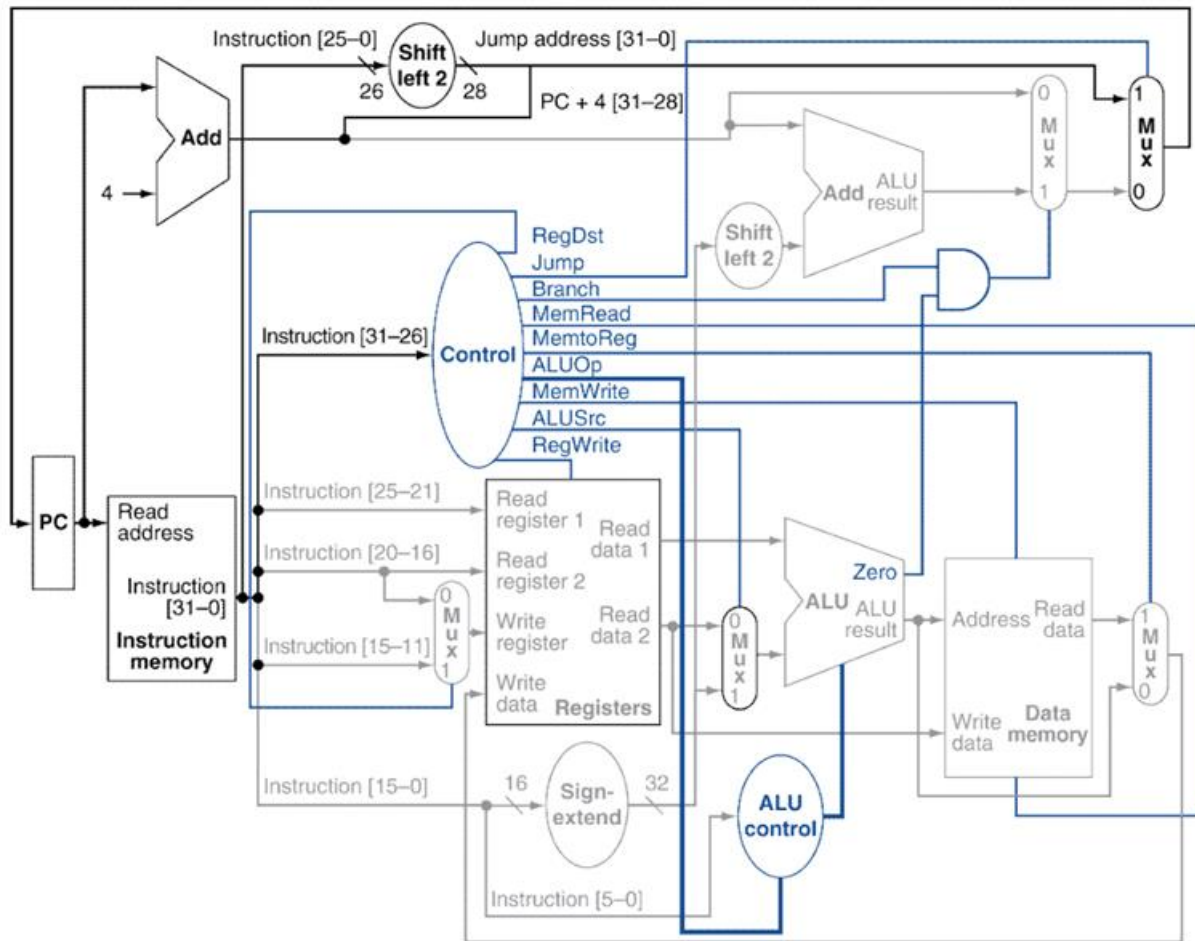 Instruction [25–0]
Shift
left 2
Jump address [31–0]
26
28
PC + 4 [31–28]
Add
4
0
M
u
x
1
1
M
u
x
0
Add
ALU
result
Shift
left 2
RegDst
Jump
Branch
MemRead
MemtoReg
ALUOp
MemWrite
ALUSrc
RegWrite
Instruction [31–26]
Control
PC
Read
address
Instruction
[31–0]
Instruction
memory
Instruction [25–21]
Instruction [20–16]
Instruction [15–11]
0
M
u
x
1
Read
register 1
Read
register 2
Write
register
Write
data
Read
data 1
Read
data 2
Registers
0
M
u
x
1
Zero
ALU
ALU
result
Address
Read
data
Write
data
Data
memory
1
M
u
x
0
Instruction [15–0]
16
Sign-
extend
32
ALU
control
Instruction [5–0]